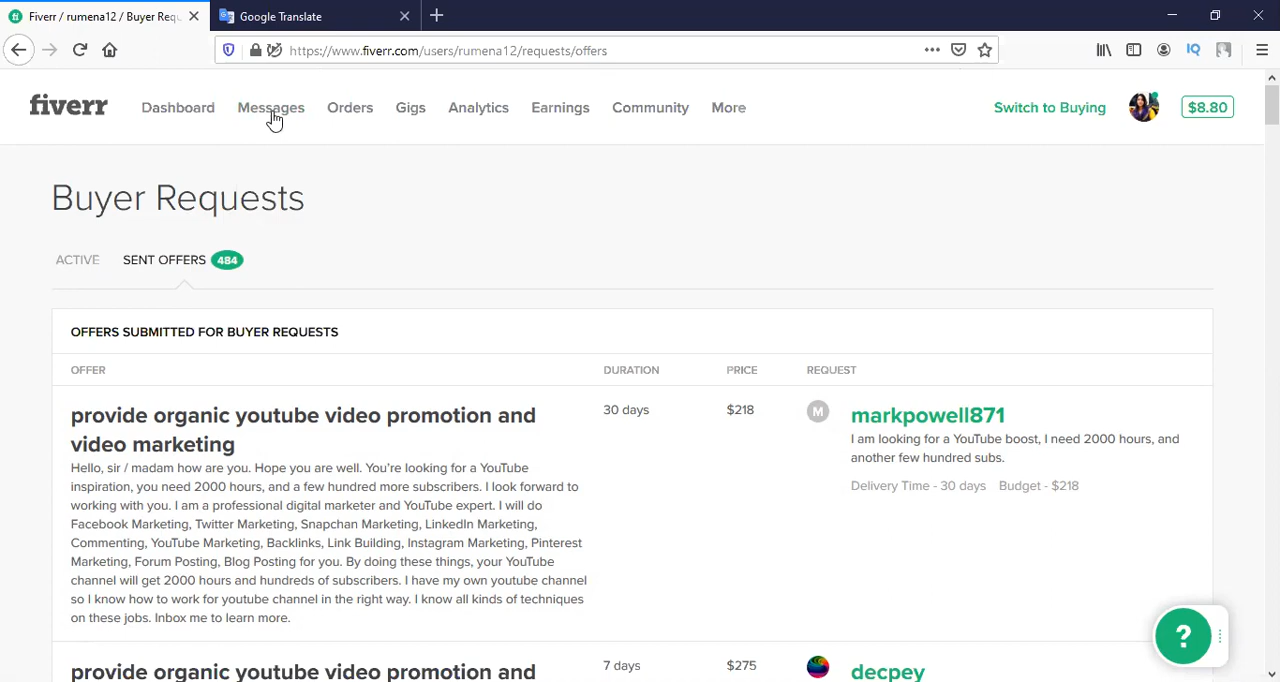 Fiverr / rumena12 / Buyer Requ
Google Translate
https://www.fiverr.com/users/rumena12/requests/offers
IQ
fiverr
Dashboard Messages Orders Gigs Analytics Earnings Community More
Switch to Buying
$8.80
Buyer Requests
ACTIVE SENT OFFERS 484
OFFERS SUBMITTED FOR BUYER REQUESTS
OFFER DURATION PRICE REQUEST
provide organic youtube video promotion and
video marketing
Hello, sir / madam how are you. Hope you are well. You're looking for a YouTube
inspiration, you need 2000 hours, and a few hundred more subscribers. I look forward to
working with you. I am a professional digital marketer and YouTube expert. I will do
Facebook Marketing, Twitter Marketing, Snapchan Marketing, LinkedIn Marketing,
Commenting, YouTube Marketing, Backlinks, Link Building, Instagram Marketing, Pinterest
Marketing, Forum Posting, Blog Posting for you. By doing these things, your YouTube
channel will get 2000 hours and hundreds of subscribers. I have my own youtube channel
so I know how to work for youtube channel in the right way. I know all kinds of techniques
on these jobs. Inbox me to learn more.
30 days
$218
M
markpowell871
I am looking for a YouTube boost, I need 2000 hours, and
another few hundred subs.
Delivery Time - 30 days Budget - $218
provide organic youtube video promotion and
7 days
$275
decpey
?